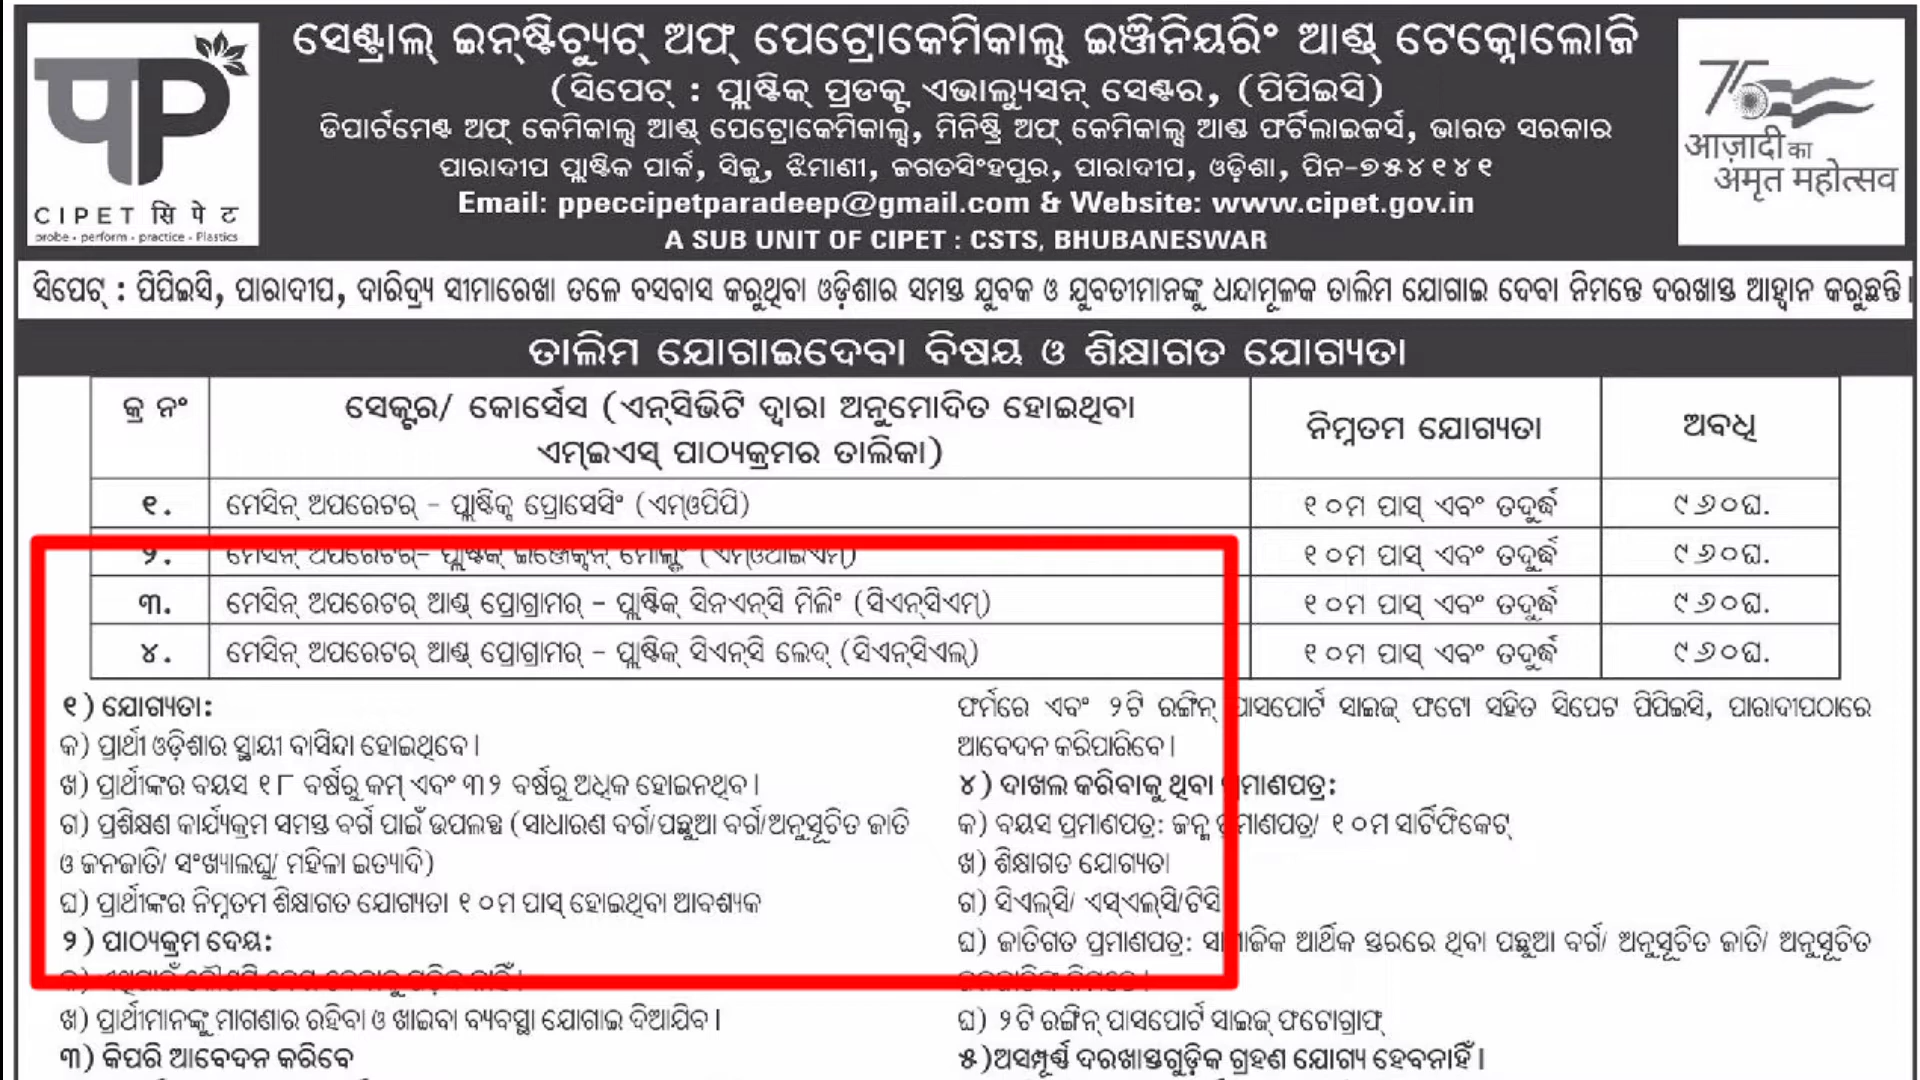 ସେଣ୍ଟ୍ରାଲ୍ ଇନ୍‌ଷ୍ଟିଚ୍ୟୁଟ୍ ଅଫ୍ ପେଟ୍ରୋକେମିକାଲ୍ସ୍ ଇଞ୍ଜିନିୟରିଂ ଆଣ୍ଡ୍ ଟେକ୍ନୋଲୋଜି
(ସିପେଟ୍ : ପ୍ଲାଷ୍ଟିକ୍ ପ୍ରଡକ୍ଟ ଏଭାଲ୍ୟୁସନ୍ ସେଣ୍ଟର, (ପିପିଇସି)
ଡିପାର୍ଟମେଣ୍ଟ ଅଫ୍ କେମିକାଲ୍ସ ଆଣ୍ଡ୍ ପେଟ୍ରୋକେମିକାଲ୍ସ, ମିନିଷ୍ଟ୍ରି ଅଫ୍ କେମିକାଲ୍ସ ଆଣ୍ଡ ଫର୍ଟିଲାଇଜର୍ସ, ଭାରତ ସରକାର
ପାରାଦୀପ ପ୍ଲାଷ୍ଟିକ ପାର୍କ, ସିଜୁ, ଝିମାଣୀ, ଜଗତସିଂହପୁର, ପାରାଦୀପ, ଓଡ଼ିଶା, ପିନ-୭୫୪୧୪୧
Email: ppeccipetparadeep@gmail.com & Website: www.cipet.gov.in
A SUB UNIT OF CIPET : CSTS, BHUBANESWAR
पP
CIPET सिपेट
probe - perform - practice - Plastics
75
आज़ादी का
अमृत महोत्सव
ସିପେଟ୍ : ପିପିଇସି, ପାରାଦୀପ, ଦାରିଦ୍ର୍ୟ ସୀମାରେଖା ତଳେ ବସବାସ କରୁଥିବା ଓଡ଼ିଶାର ସମସ୍ତ ଯୁବକ ଓ ଯୁବତୀମାନଙ୍କୁ ଧନ୍ଦାମୂଳକ ତାଲିମ ଯୋଗାଇ ଦେବା ନିମନ୍ତେ ଦରଖାସ୍ତ ଆହ୍ୱାନ କରୁଛନ୍ତି।
ତାଲିମ ଯୋଗାଇଦେବା ବିଷୟ ଓ ଶିକ୍ଷାଗତ ଯୋଗ୍ୟତା
କ୍ର ନଂ
ସେକ୍ଟର/ କୋର୍ସେସ (ଏନ୍‌ସିଭିଟି ଦ୍ୱାରା ଅନୁମୋଦିତ ହୋଇଥିବା
ଏମ୍‌ଇଏସ୍ ପାଠ୍ୟକ୍ରମର ତାଲିକା)
ନିମ୍ନତମ ଯୋଗ୍ୟତା
ଅବଧି
୧. ମେସିନ୍ ଅପରେଟର୍ - ପ୍ଲାଷ୍ଟିକ୍ସ ପ୍ରୋସେସିଂ (ଏମ୍‌ଓପିପି) ୧୦ମ ପାସ୍ ଏବଂ ତଦୁର୍ଦ୍ଧ ୯୬୦ଘ.
୨. ମେସିନ୍ ଅପରେଟର୍- ପ୍ଲାଷ୍ଟିକ୍ ଇଞ୍ଜେକ୍ସନ୍ ମୋଲ୍ଡିଂ (ଏମ୍‌ଓପିଆଇଏମ୍) ୧୦ମ ପାସ୍ ଏବଂ ତଦୁର୍ଦ୍ଧ ୯୬୦ଘ.
୩. ମେସିନ୍ ଅପରେଟର୍ ଆଣ୍ଡ୍ ପ୍ରୋଗ୍ରାମର୍ - ପ୍ଲାଷ୍ଟିକ୍ ସିନଏନ୍‌ସି ମିଲିଂ (ସିଏନ୍‌ସିଏମ୍) ୧୦ମ ପାସ୍ ଏବଂ ତଦୁର୍ଦ୍ଧ ୯୬୦ଘ.
୪. ମେସିନ୍ ଅପରେଟର୍ ଆଣ୍ଡ୍ ପ୍ରୋଗ୍ରାମର୍ - ପ୍ଲାଷ୍ଟିକ୍ ସିଏନ୍‌ସି ଲେଦ୍ (ସିଏନ୍‌ସିଏଲ୍) ୧୦ମ ପାସ୍ ଏବଂ ତଦୁର୍ଦ୍ଧ ୯୬୦ଘ.
୧) ଯୋଗ୍ୟତା:
କ) ପ୍ରାର୍ଥୀ ଓଡ଼ିଶାର ସ୍ଥାୟୀ ବାସିନ୍ଦା ହୋଇଥିବେ।
ଖ) ପ୍ରାର୍ଥୀଙ୍କର ବୟସ ୧୮ ବର୍ଷରୁ କମ୍ ଏବଂ ୩୨ ବର୍ଷରୁ ଅଧିକ ହୋଇନଥିବ।
ଗ) ପ୍ରଶିକ୍ଷଣ କାର୍ଯ୍ୟକ୍ରମ ସମସ୍ତ ବର୍ଗ ପାଇଁ ଉପଲବ୍ଧ (ସାଧାରଣ ବର୍ଗ/ପଛୁଆ ବର୍ଗ/ଅନୁସୂଚିତ ଜାତି
ଓ ଜନଜାତି/ ସଂଖ୍ୟାଲଘୁ/ ମହିଳା ଇତ୍ୟାଦି)
ଘ) ପ୍ରାର୍ଥୀଙ୍କର ନିମ୍ନତମ ଶିକ୍ଷାଗତ ଯୋଗ୍ୟତା ୧୦ମ ପାସ୍ ହୋଇଥିବା ଆବଶ୍ୟକ
୨) ପାଠ୍ୟକ୍ରମ ଦେୟ:
ଖ) ପ୍ରାର୍ଥୀମାନଙ୍କୁ ମାଗଣାର ରହିବା ଓ ଖାଇବା ବ୍ୟବସ୍ଥା ଯୋଗାଇ ଦିଆଯିବ।
୩) କିପରି ଆବେଦନ କରିବେ
ଫର୍ମରେ ଏବଂ ୨ଟି ରଙ୍ଗିନ୍ ପାସପୋର୍ଟ ସାଇଜ୍ ଫଟୋ ସହିତ ସିପେଟ ପିପିଇସି, ପାରାଦୀପଠାରେ
ଆବେଦନ କରିପାରିବେ।
୪) ଦାଖଲ କରିବାକୁ ଥିବା ପ୍ରମାଣପତ୍ର:
କ) ବୟସ ପ୍ରମାଣପତ୍ର: ଜନ୍ମ ପ୍ରମାଣପତ୍ର/ ୧୦ମ ସାର୍ଟିଫିକେଟ୍
ଖ) ଶିକ୍ଷାଗତ ଯୋଗ୍ୟତା
ଗ) ସିଏଲ୍‌ସି/ ଏସ୍‌ଏଲ୍‌ସି/ଟିସି
ଘ) ଜାତିଗତ ପ୍ରମାଣପତ୍ର: ସାମାଜିକ ଆର୍ଥିକ ସ୍ତରରେ ଥିବା ପଛୁଆ ବର୍ଗ/ ଅନୁସୂଚିତ ଜାତି/ ଅନୁସୂଚିତ
ଘ) ୨ଟି ରଙ୍ଗିନ୍ ପାସପୋର୍ଟ ସାଇଜ୍ ଫଟୋଗ୍ରାଫ୍
୫)ଅସମ୍ପୂର୍ଣ୍ଣ ଦରଖାସ୍ତଗୁଡ଼ିକ ଗ୍ରହଣ ଯୋଗ୍ୟ ହେବନାହିଁ।